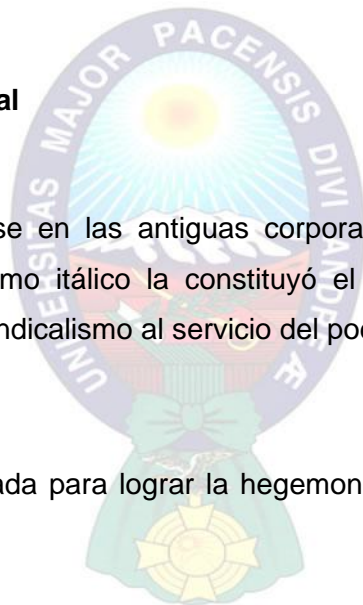 al
UNIVERSITAS MAJOR PACENSIS DIVI ANDREÆ
se en las antiguas corpora
mo itálico la constituyó el
ndicalismo al servicio del po
ada para lograr la hegemon